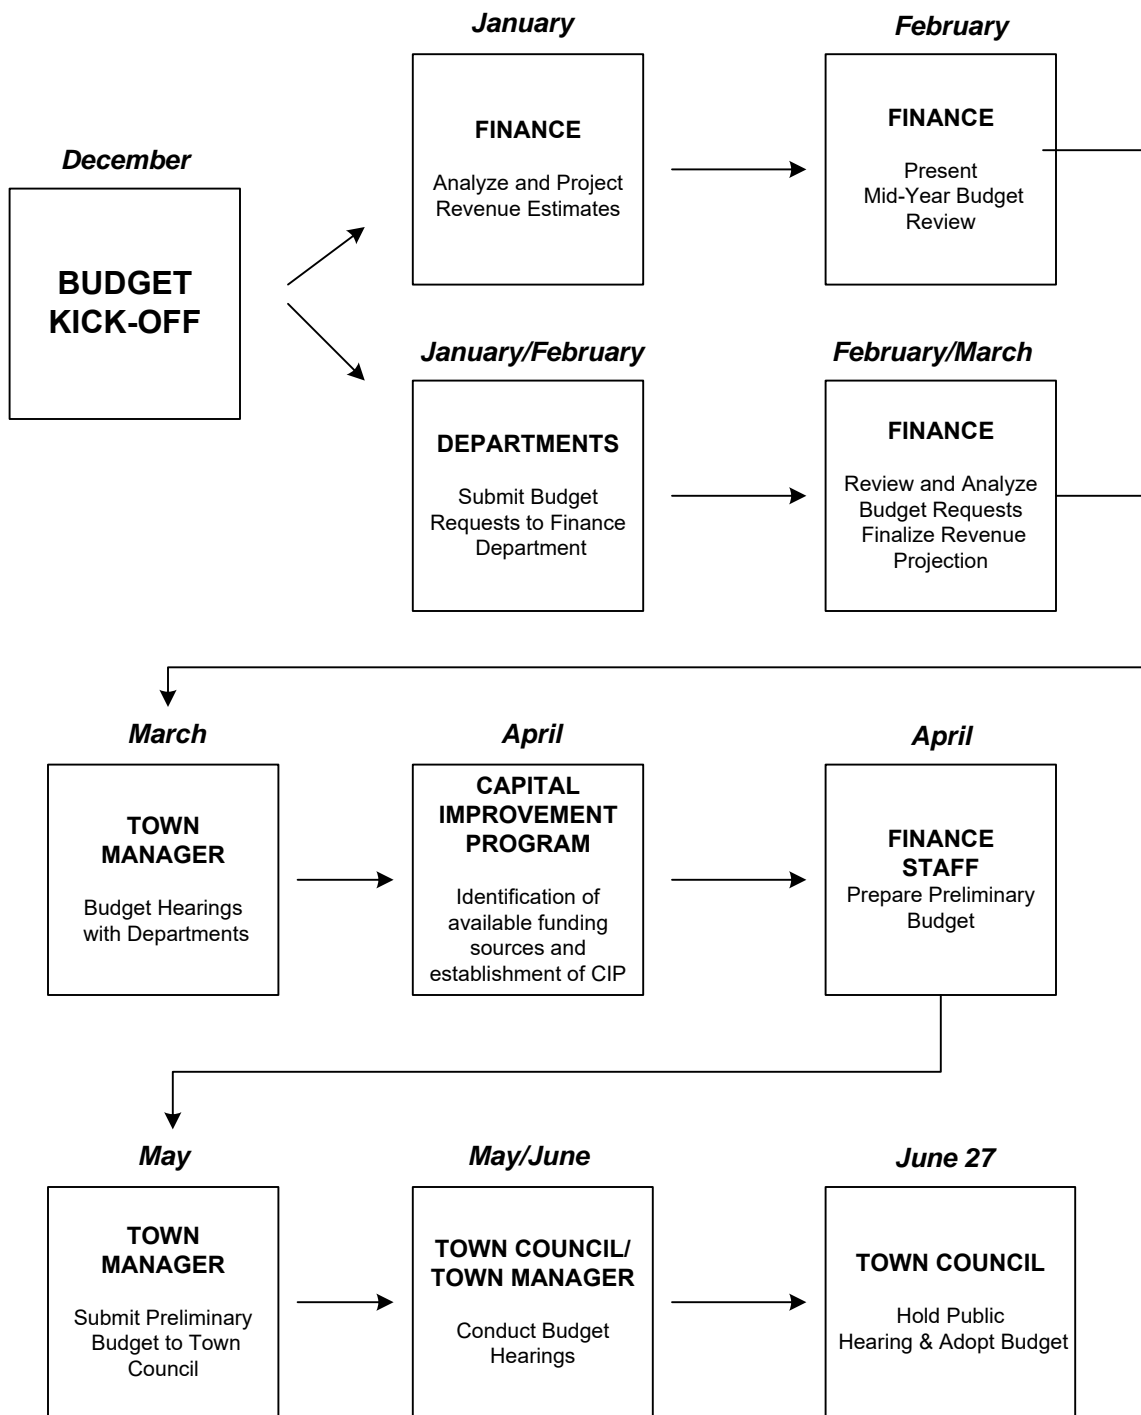 December
BUDGET
KICK-OFF
January
FINANCE
Analyze and Project
Revenue Estimates
February
FINANCE
Present
Mid-Year Budget
Review
January/February
DEPARTMENTS
Submit Budget
Requests to Finance
Department
February/March
FINANCE
Review and Analyze
Budget Requests
Finalize Revenue
Projection
March
TOWN
MANAGER
Budget Hearings
with Departments
April
CAPITAL
IMPROVEMENT
PROGRAM
Identification of
available funding
sources and
establishment of CIP
April
FINANCE
STAFF
Prepare Preliminary
Budget
May
TOWN
MANAGER
Submit Preliminary
Budget to Town
Council
May/June
TOWN COUNCIL/
TOWN MANAGER
Conduct Budget
Hearings
June 27
TOWN COUNCIL
Hold Public
Hearing & Adopt Budget